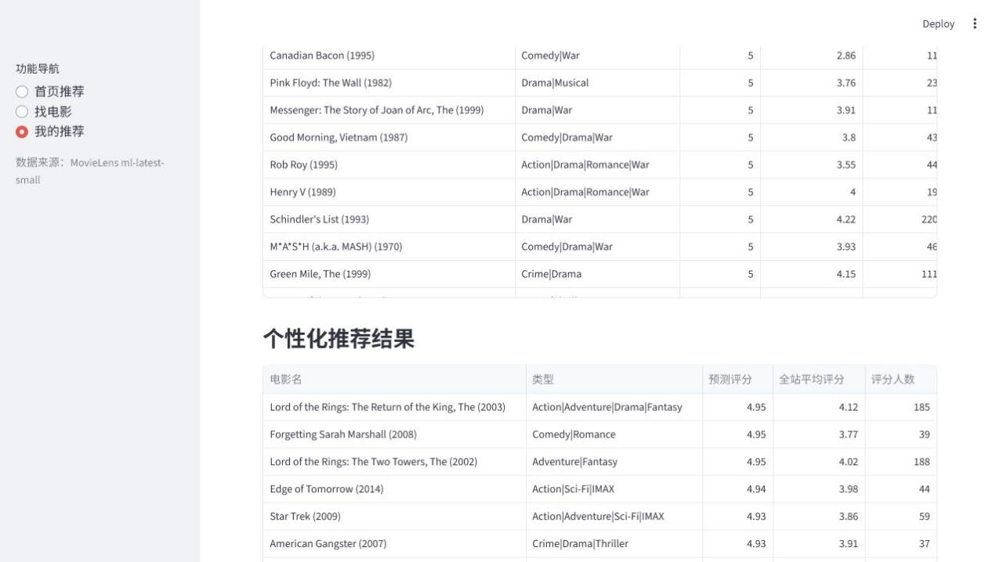 Deploy
功能导航
首页推荐
找电影
我的推荐
数据来源：MovieLens ml-latest-
small
Canadian Bacon (1995) Comedy|War 5 2.86 11
Pink Floyd: The Wall (1982) Drama|Musical 5 3.76 23
Messenger: The Story of Joan of Arc, The (1999) Drama|War 5 3.91 11
Good Morning, Vietnam (1987) Comedy|Drama|War 5 3.8 43
Rob Roy (1995) Action|Drama|Romance|War 5 3.55 44
Henry V (1989) Action|Drama|Romance|War 5 4 19
Schindler's List (1993) Drama|War 5 4.22 220
M*A*S*H (a.k.a. MASH) (1970) Comedy|Drama|War 5 3.93 46
Green Mile, The (1999) Crime|Drama 5 4.15 111
个性化推荐结果
电影名 类型 预测评分 全站平均评分 评分人数
Lord of the Rings: The Return of the King, The (2003) Action|Adventure|Drama|Fantasy 4.95 4.12 185
Forgetting Sarah Marshall (2008) Comedy|Romance 4.95 3.77 39
Lord of the Rings: The Two Towers, The (2002) Adventure|Fantasy 4.95 4.02 188
Edge of Tomorrow (2014) Action|Sci-Fi|IMAX 4.94 3.98 44
Star Trek (2009) Action|Adventure|Sci-Fi|IMAX 4.93 3.86 59
American Gangster (2007) Crime|Drama|Thriller 4.93 3.91 37